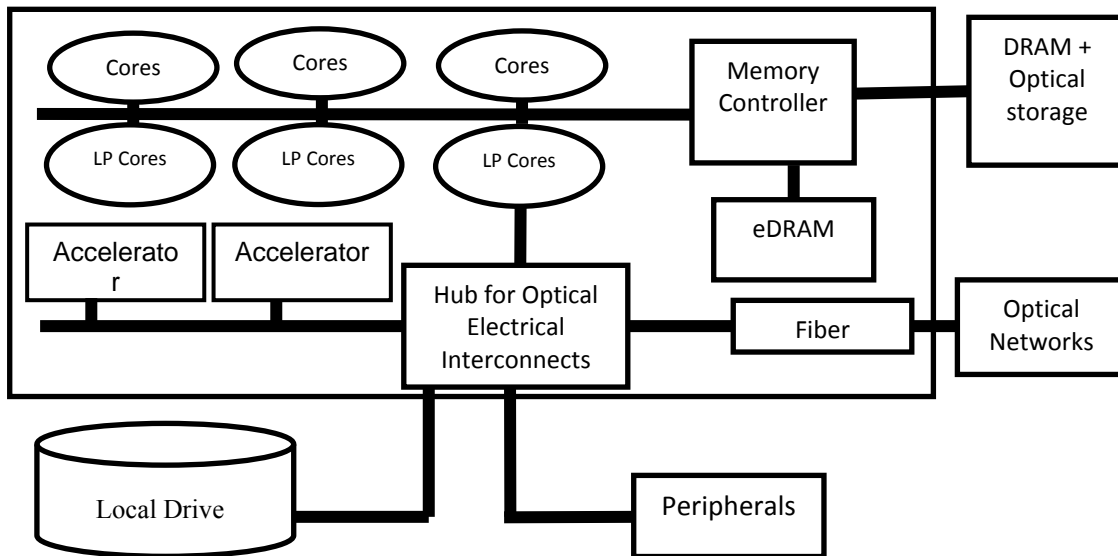 Cores
Cores
Cores
Memory
Controller
DRAM +
Optical
storage
LP Cores
LP Cores
LP Cores
eDRAM
Accelerato
r
Accelerator
Hub for Optical
Electrical
Interconnects
Fiber
Optical
Networks
Local Drive
Peripherals